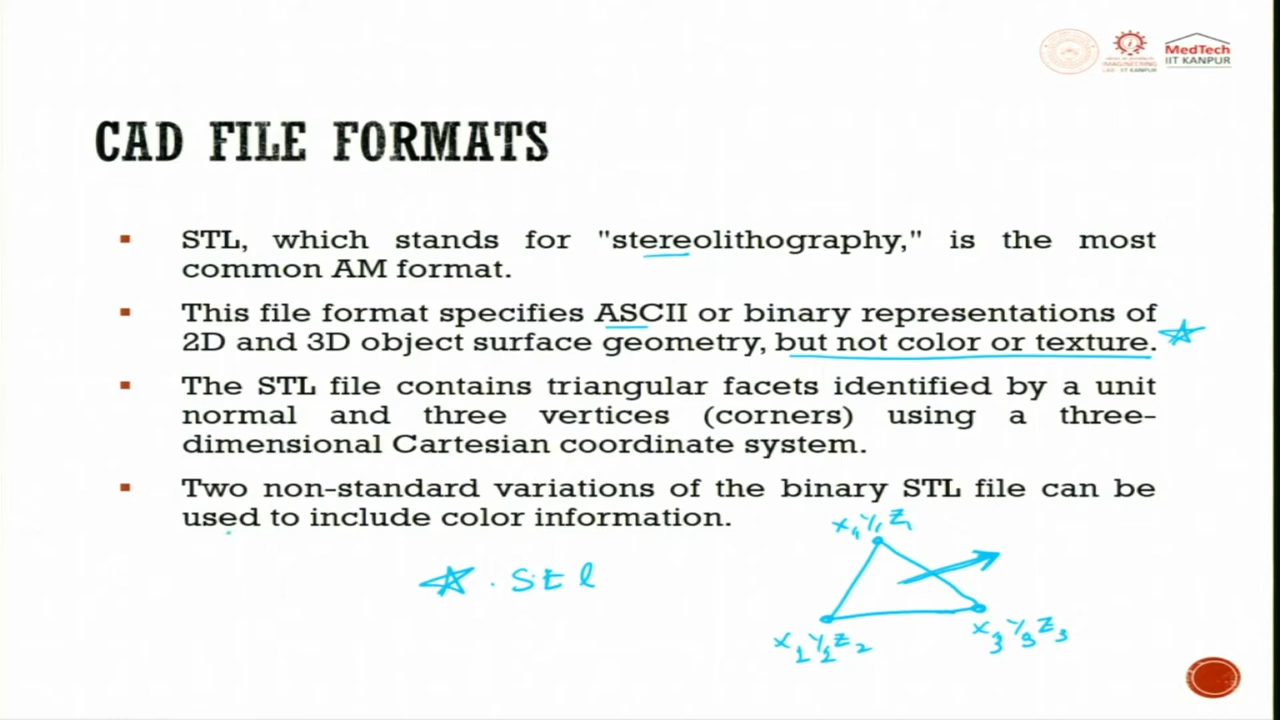 MedTech
IIT KANPUR
IMAGINEERING
LAB - IIT KANPUR
CAD FILE FORMATS
▪ STL, which stands for "stereolithography," is the most
common AM format.
▪ This file format specifies ASCII or binary representations of
2D and 3D object surface geometry, but not color or texture.
▪ The STL file contains triangular facets identified by a unit
normal and three vertices (corners) using a three-
dimensional Cartesian coordinate system.
▪ Two non-standard variations of the binary STL file can be
used to include color information.
X₁ Y₁ Z₁
. stl
X₂ Y₂ Z₂
X₃ Y₃ Z₃